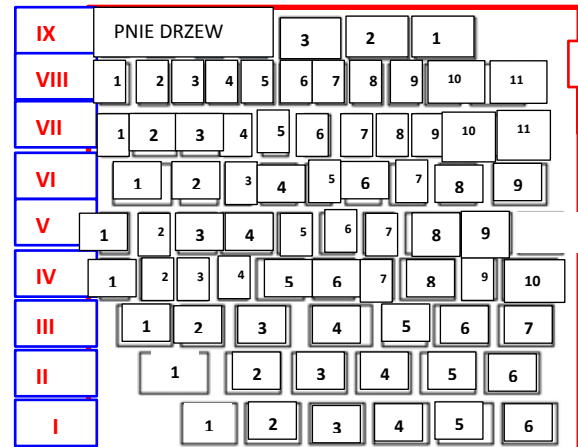 IX PNIE DRZEW 3 2 1
VIII 1 2 3 4 5 6 7 8 9 10 11
VII 1 2 3 4 5 6 7 8 9 10 11
VI 1 2 3 4 5 6 7 8 9
V 1 2 3 4 5 6 7 8 9
IV 1 2 3 4 5 6 7 8 9 10
III 1 2 3 4 5 6 7
II 1 2 3 4 5 6
I 1 2 3 4 5 6